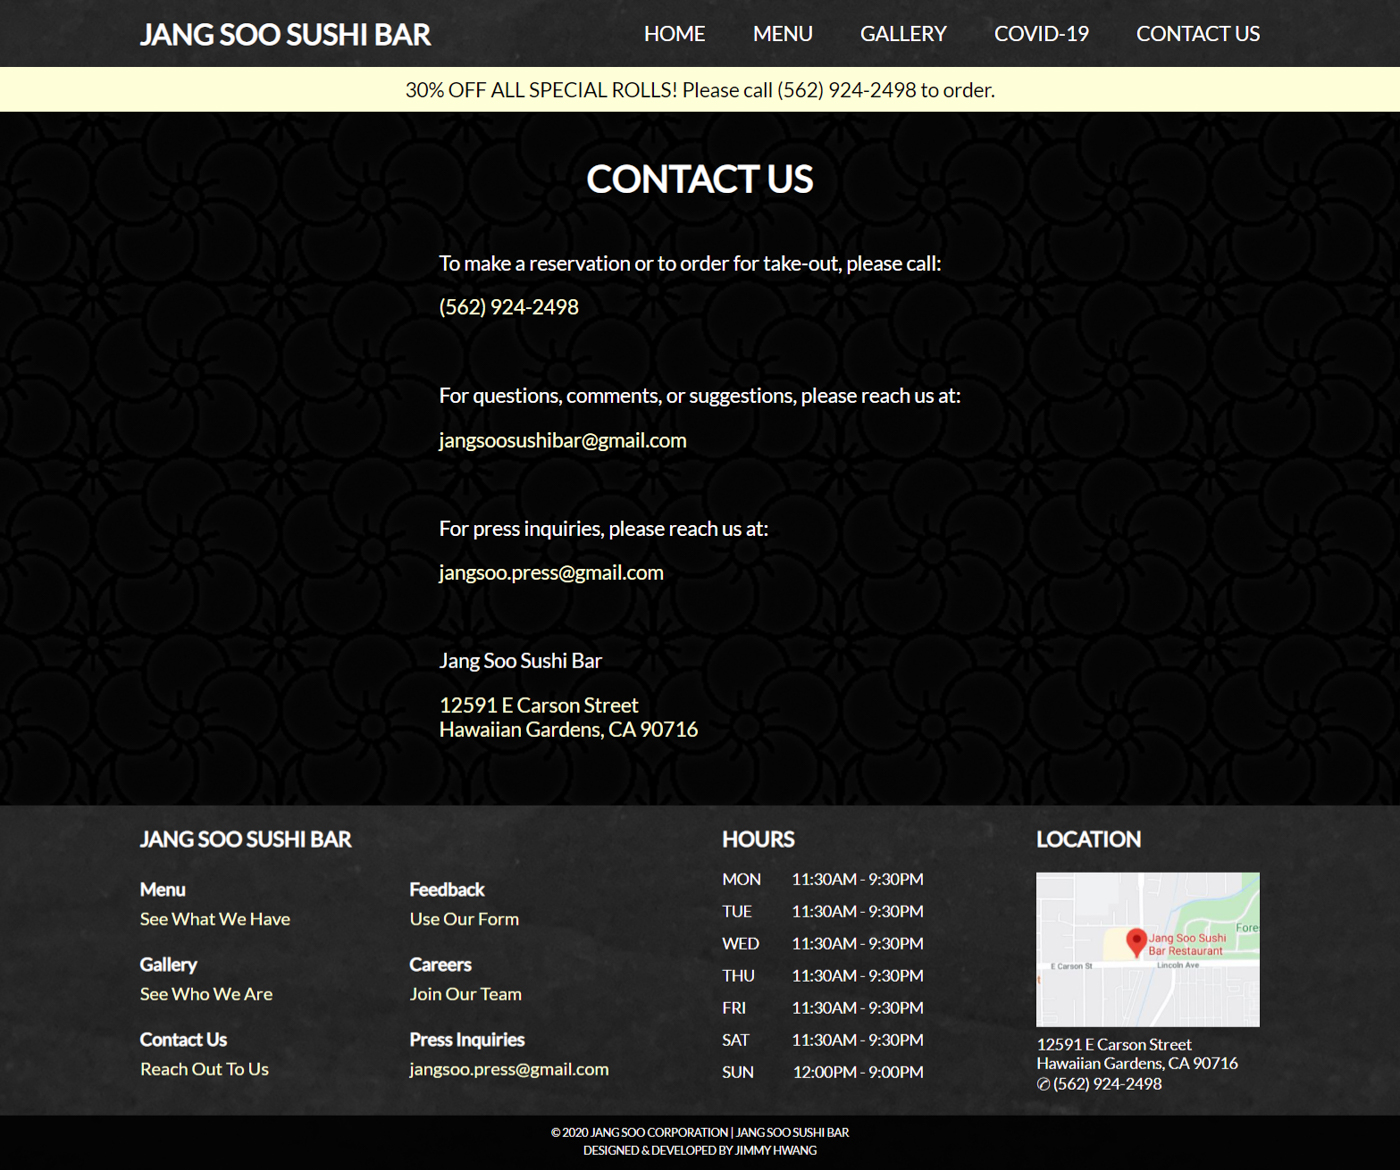 JANG SOO SUSHI BAR
HOME MENU GALLERY COVID-19 CONTACT US
30% OFF ALL SPECIAL ROLLS! Please call (562) 924-2498 to order.
CONTACT US
To make a reservation or to order for take-out, please call:
(562) 924-2498
For questions, comments, or suggestions, please reach us at:
jangsoosushibar@gmail.com
For press inquiries, please reach us at:
jangsoo.press@gmail.com
Jang Soo Sushi Bar
12591 E Carson Street
Hawaiian Gardens, CA 90716
JANG SOO SUSHI BAR
Menu
See What We Have
Gallery
See Who We Are
Contact Us
Reach Out To Us
Feedback
Use Our Form
Careers
Join Our Team
Press Inquiries
jangsoo.press@gmail.com
HOURS
MON 11:30AM - 9:30PM
TUE 11:30AM - 9:30PM
WED 11:30AM - 9:30PM
THU 11:30AM - 9:30PM
FRI 11:30AM - 9:30PM
SAT 11:30AM - 9:30PM
SUN 12:00PM - 9:00PM
LOCATION
Fores
Jang Soo Sushi
Bar Restaurant
E Carson St
Lincoln Ave
12591 E Carson Street
Hawaiian Gardens, CA 90716
✆ (562) 924-2498
© 2020 JANG SOO CORPORATION | JANG SOO SUSHI BAR
DESIGNED & DEVELOPED BY JIMMY HWANG